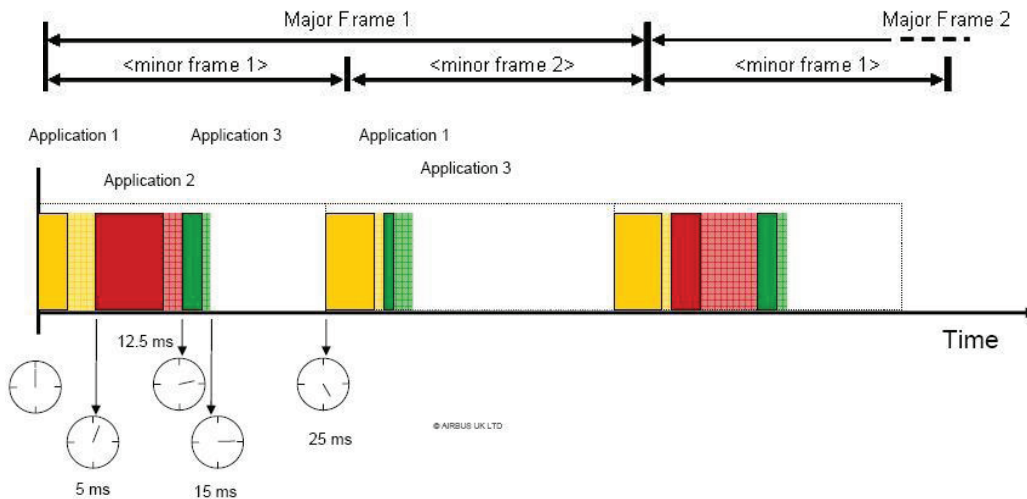 Major Frame 1
Major Frame 2
<minor frame 1>
<minor frame 2>
<minor frame 1>
Application 1
Application 3
Application 1
Application 2
Application 3
Time
12.5 ms
25 ms
© AIRBUS UK LTD
5 ms
15 ms